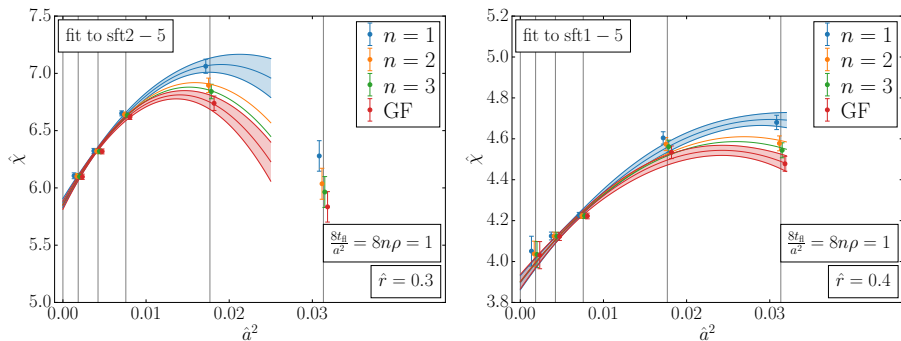 7.5
7.0
6.5
6.0
5.5
5.0
χ̂
fit to sft2 − 5
n = 1
n = 2
n = 3
GF
8t_fl/a² = 8nρ = 1
r̂ = 0.3
0.00 0.01 0.02 0.03
â²
5.2
5.0
4.8
4.6
4.4
4.2
4.0
3.8
χ̂
fit to sft1 − 5
n = 1
n = 2
n = 3
GF
8t_fl/a² = 8nρ = 1
r̂ = 0.4
0.00 0.01 0.02 0.03
â²